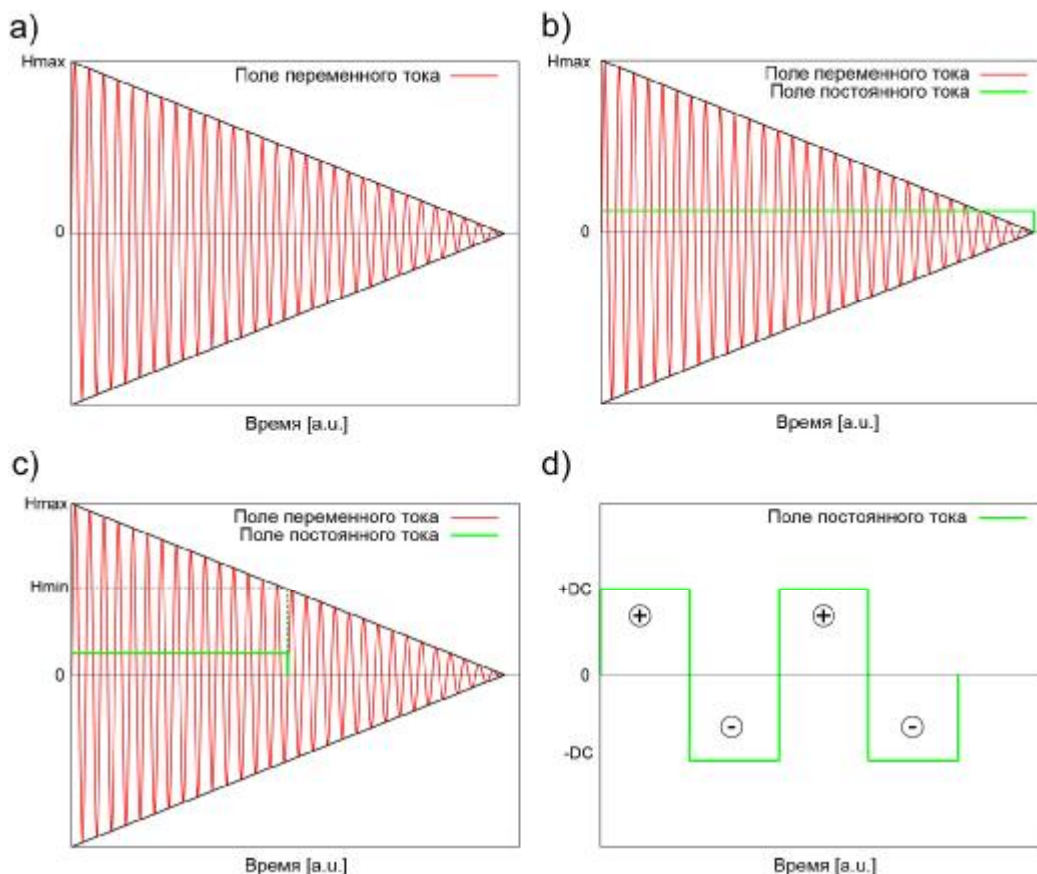 a)
Hmax
Поле переменного тока
0
Время [a.u.]
b)
Hmax
Поле переменного тока
Поле постоянного тока
0
Время [a.u.]
c)
Hmax
Поле переменного тока
Поле постоянного тока
Hmin
0
Время [a.u.]
d)
Поле постоянного тока
+DC
+
+
0
-
-
-DC
Время [a.u.]